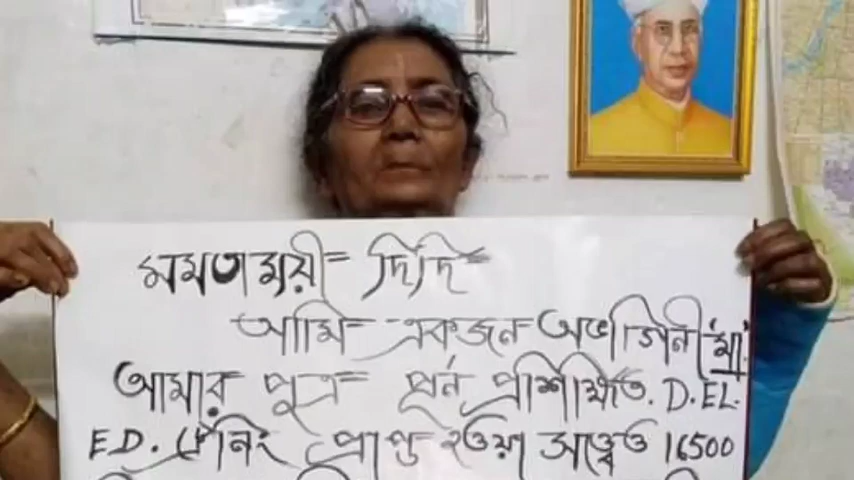 মমতাময়ী দিদি
আমি একজন অভাগিনী 'মা'
আমার পুত্র পূর্ন প্রশিক্ষিত. D.EL.
ED. ট্রেনিং প্রাপ্ত হওয়া সত্ত্বেও 16500